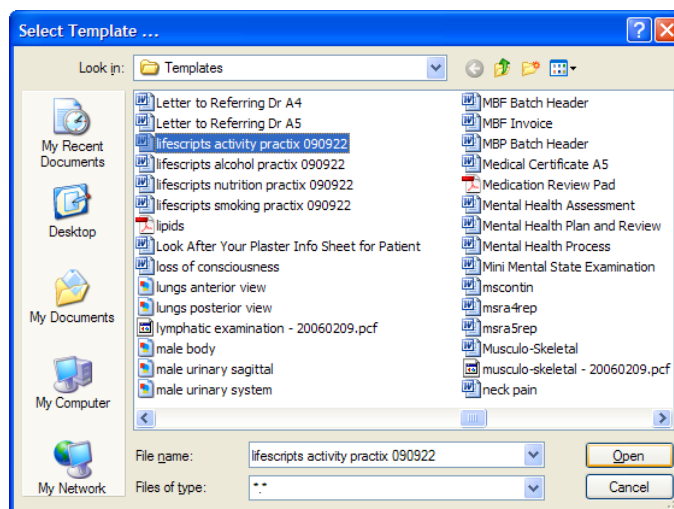 Select Template ...
Look in:
Templates
My Recent
Documents
Desktop
My Documents
My Computer
My Network
Letter to Referring Dr A4
Letter to Referring Dr A5
lifescripts activity practix 090922
lifescripts alcohol practix 090922
lifescripts nutrition practix 090922
lifescripts smoking practix 090922
lipids
Look After Your Plaster Info Sheet for Patient
loss of consciousness
lungs anterior view
lungs posterior view
lymphatic examination - 20060209.pcf
male body
male urinary sagittal
male urinary system
MBF Batch Header
MBF Invoice
MBP Batch Header
Medical Certificate A5
Medication Review Pad
Mental Health Assessment
Mental Health Plan and Review
Mental Health Process
Mini Mental State Examination
mscontin
msra4rep
msra5rep
Musculo-Skeletal
musculo-skeletal - 20060209.pcf
neck pain
File name:
lifescripts activity practix 090922
Open
Files of type:
*.*
Cancel